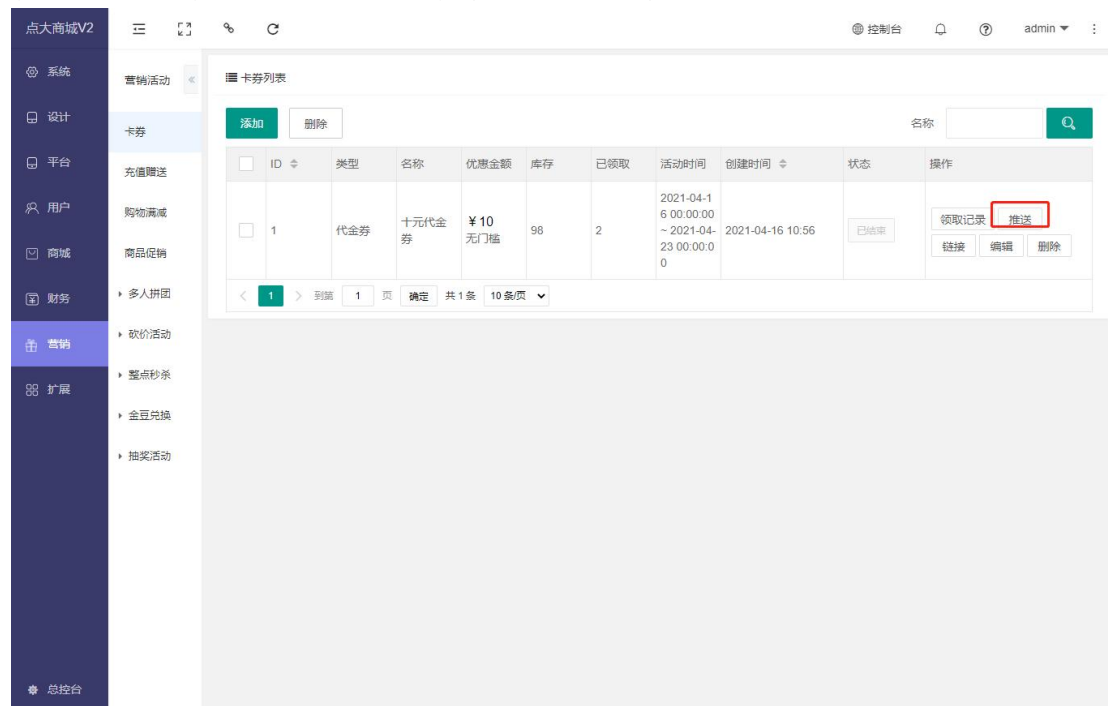 点大商城V2
控制台
admin
系统
设计
平台
用户
商城
财务
营销
扩展
总控台
营销活动
卡券
充值赠送
购物满减
商品促销
多人拼团
砍价活动
整点秒杀
金豆兑换
抽奖活动
卡券列表
添加
删除
名称
ID 类型 名称 优惠金额 库存 已领取 活动时间 创建时间 状态 操作
1 代金券 十元代金
券
¥ 10
无门槛
98 2
2021-04-1
6 00:00:00
~ 2021-04-
23 00:00:0
0
2021-04-16 10:56
已结束
领取记录 推送
链接 编辑 删除
1 到第 1 页 确定 共 1 条 10 条/页